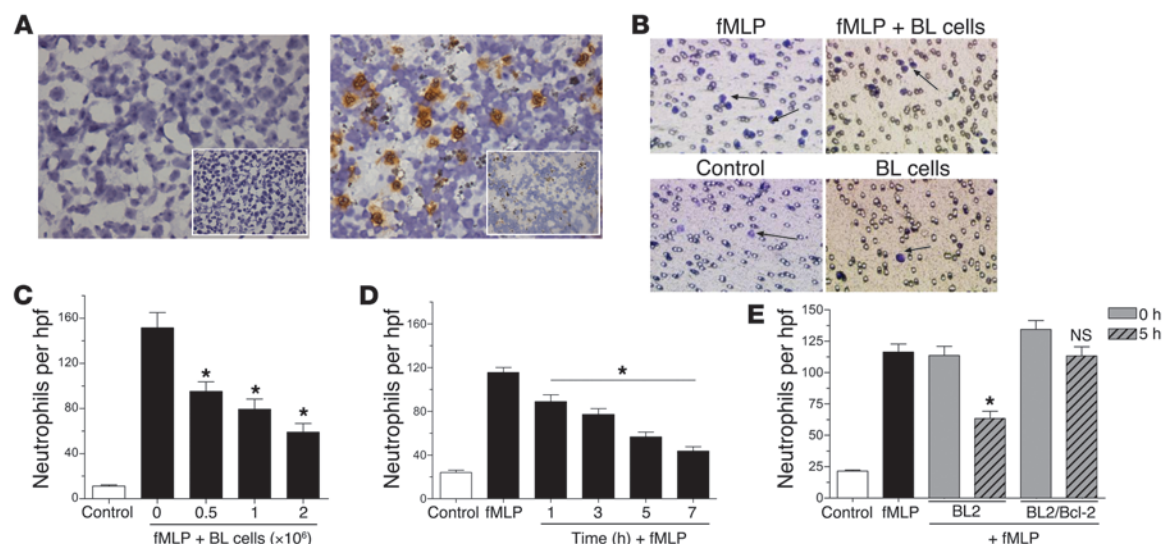 A
B
fMLP
fMLP + BL cells
Control
BL cells
C
Neutrophils per hpf
160
120
80
40
0
*
*
*
Control
0
0.5
1
2
fMLP + BL cells (×10⁶)
D
Neutrophils per hpf
160
120
80
40
0
*
Control
fMLP
1
3
5
7
Time (h) + fMLP
E
Neutrophils per hpf
150
125
100
75
50
25
0
0 h
5 h
*
NS
Control
fMLP
BL2
BL2/Bcl-2
+ fMLP